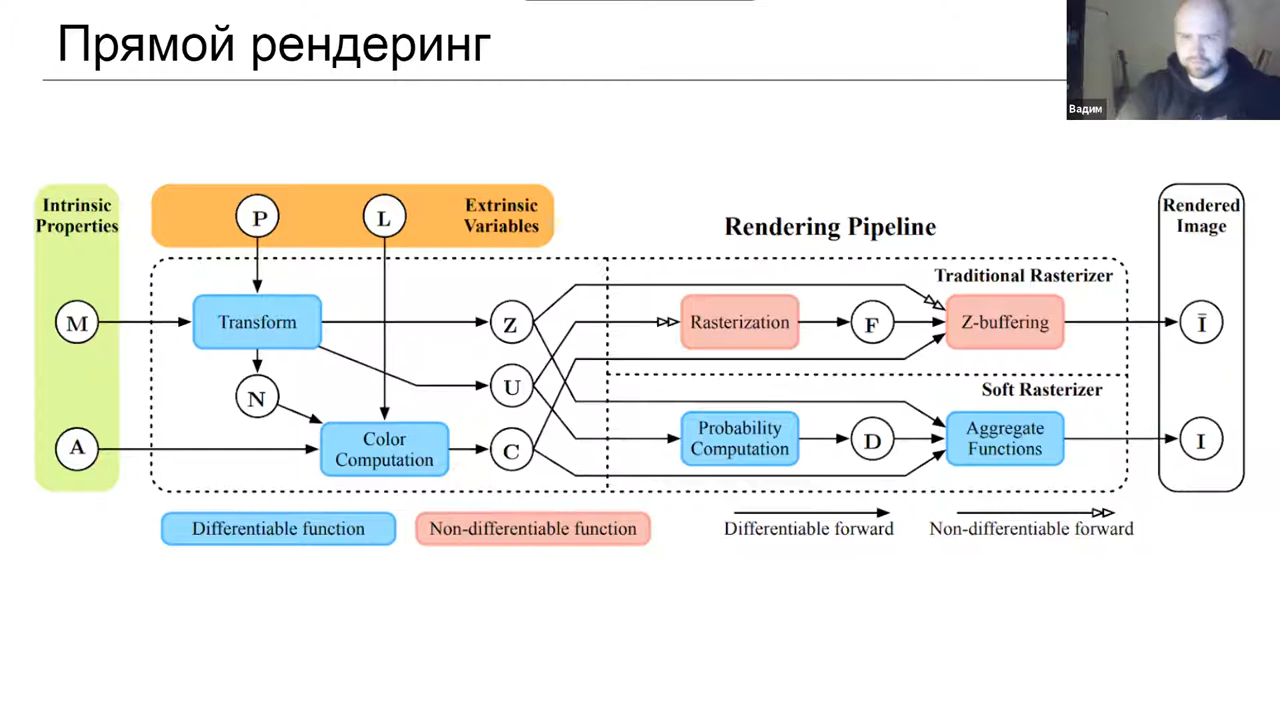 Прямой рендеринг
Вадим
Intrinsic
Properties
P
L
Extrinsic
Variables
Rendering Pipeline
Rendered
Image
Traditional Rasterizer
M
Transform
Z
Rasterization
F
Z-buffering
Ī
N
U
Soft Rasterizer
A
Color
Computation
C
Probability
Computation
D
Aggregate
Functions
I
Differentiable function
Non-differentiable function
Differentiable forward
Non-differentiable forward